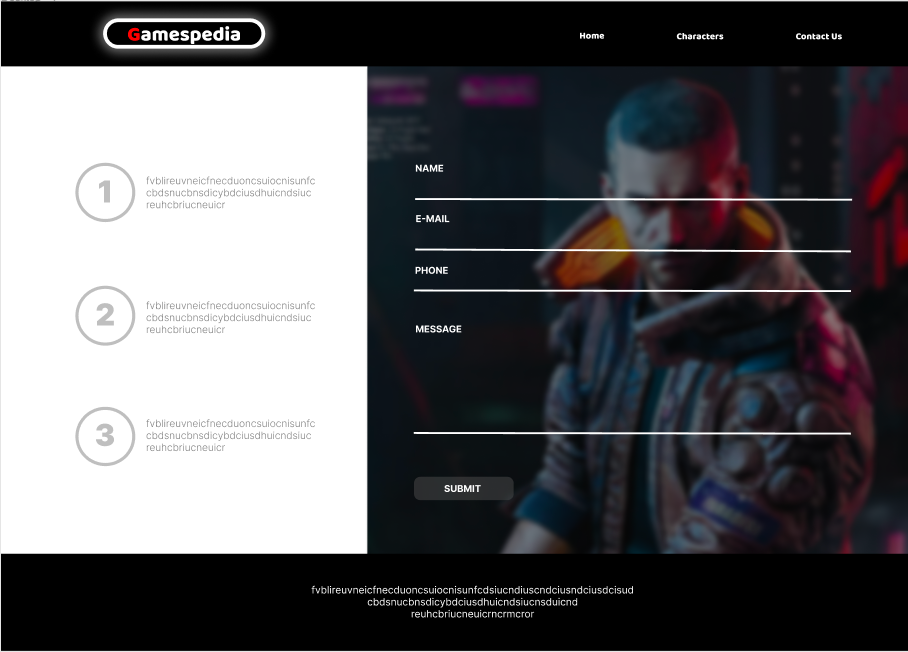 Gamespedia
Home
Characters
Contact Us
1
fvblireuvneicfnecduoncsuiocnisunfc
cbdsnucbnsdicybdciusdhuicndsiuc
reuhcbriucneuicr
2
fvblireuvneicfnecduoncsuiocnisunfc
cbdsnucbnsdicybdciusdhuicndsiuc
reuhcbriucneuicr
3
fvblireuvneicfnecduoncsuiocnisunfc
cbdsnucbnsdicybdciusdhuicndsiuc
reuhcbriucneuicr
NAME
E-MAIL
PHONE
MESSAGE
SUBMIT
fvblireuvneicfnecduoncsuiocnisunfcdsiucndiuscndciusndciusdcisud
cbdsnucbnsdicybdciusdhuicndsiucnsduicnd
reuhcbriucneuicrncrmcror